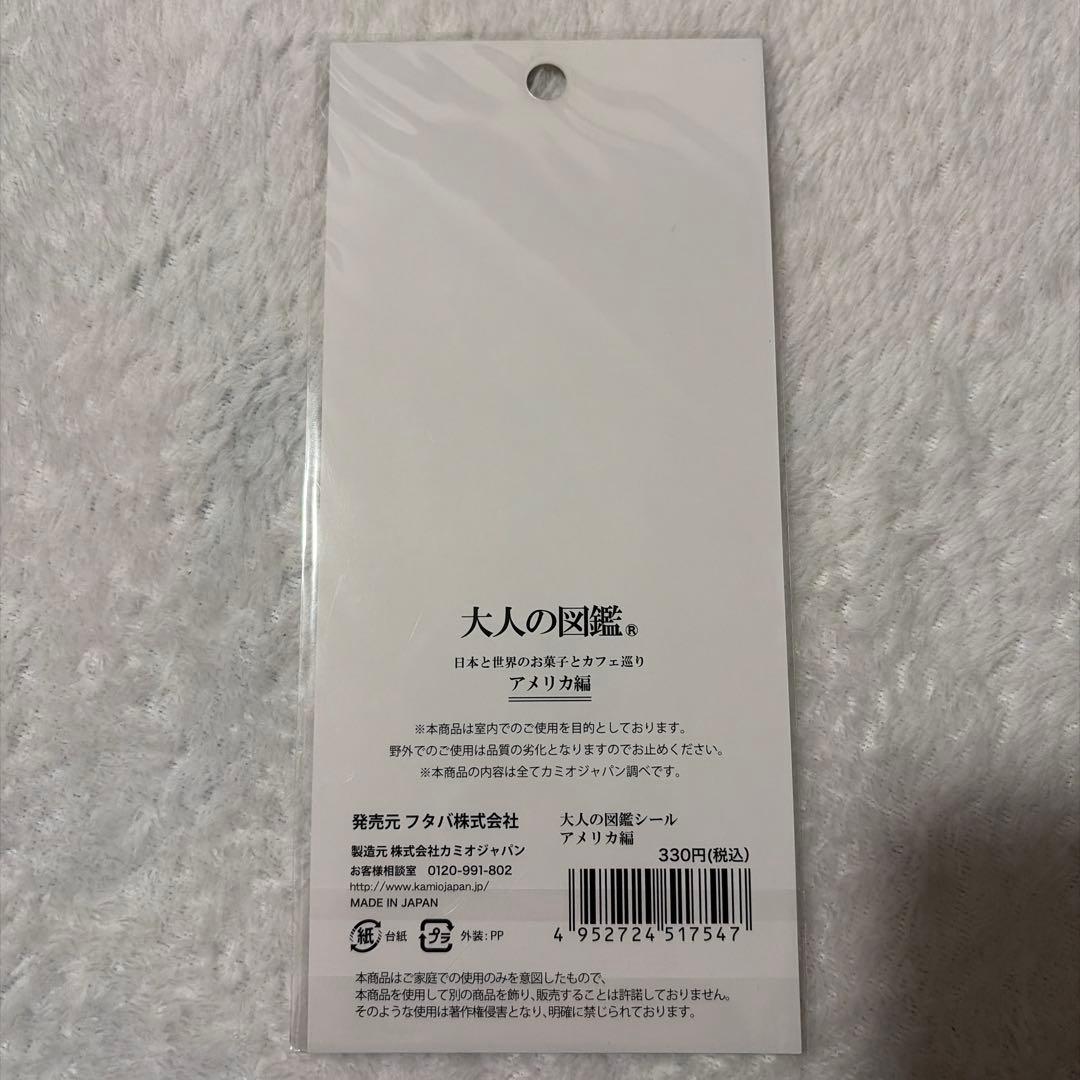 大人の図鑑®
日本と世界のお菓子とカフェ巡り
アメリカ編
※本商品は室内でのご使用を目的としております。
野外でのご使用は品質の劣化となりますのでお止めください。
※本商品の内容は全てカミオジャパン調べです。
発売元 フタバ株式会社
製造元 株式会社カミオジャパン
お客様相談室 0120-991-802
http://www.kamiojapan.jp/
MADE IN JAPAN
紙 台紙 プラ 外装:PP
大人の図鑑シール
アメリカ編
330円(税込)
4 952724 517547
本商品はご家庭での使用のみを意図したもので、
本商品を使用して別の商品を飾り、販売することは許諾しておりません。
そのような使用は著作権侵害となり、明確に禁じられております。